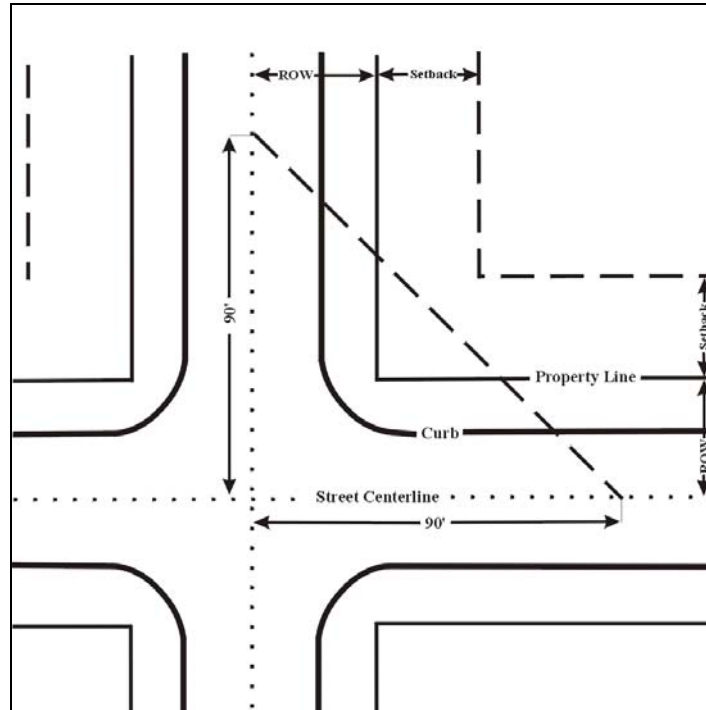 ROW
Setback
90'
Setback
Property Line
Curb
ROW
Street Centerline
90'